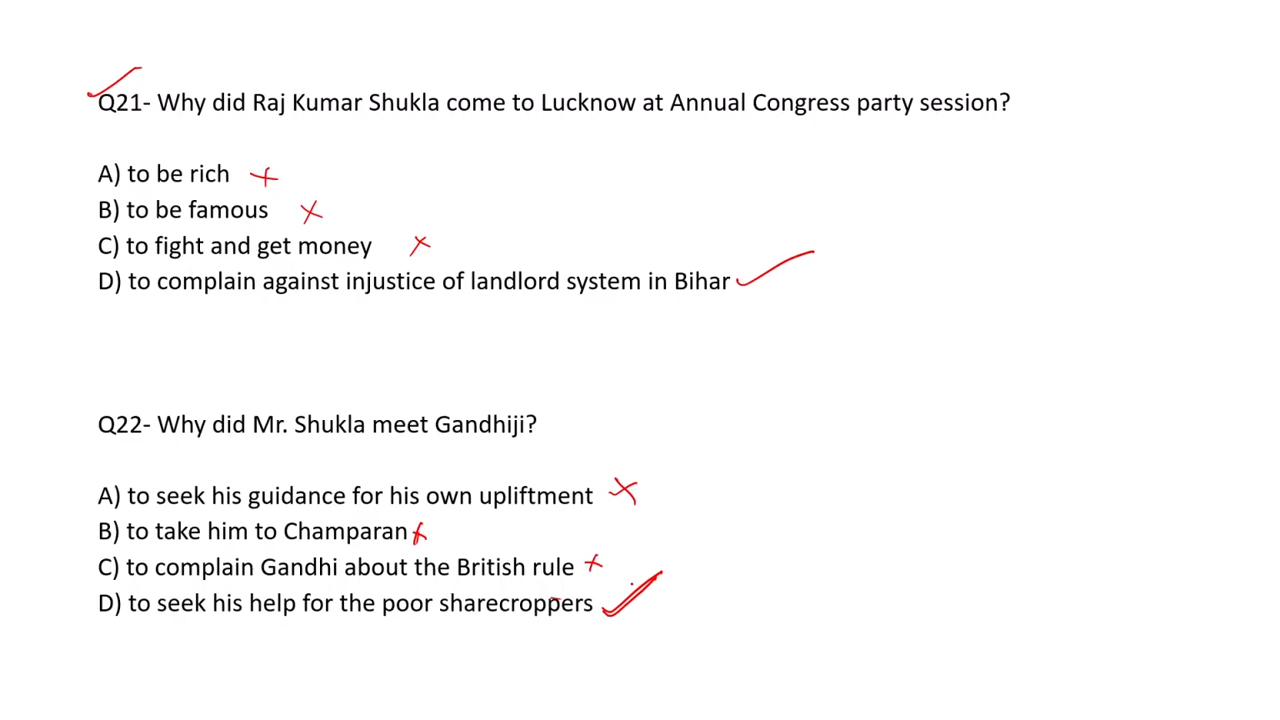 Q21- Why did Raj Kumar Shukla come to Lucknow at Annual Congress party session?
A) to be rich
B) to be famous
C) to fight and get money
D) to complain against injustice of landlord system in Bihar
Q22- Why did Mr. Shukla meet Gandhiji?
A) to seek his guidance for his own upliftment
B) to take him to Champaran
C) to complain Gandhi about the British rule
D) to seek his help for the poor sharecroppers